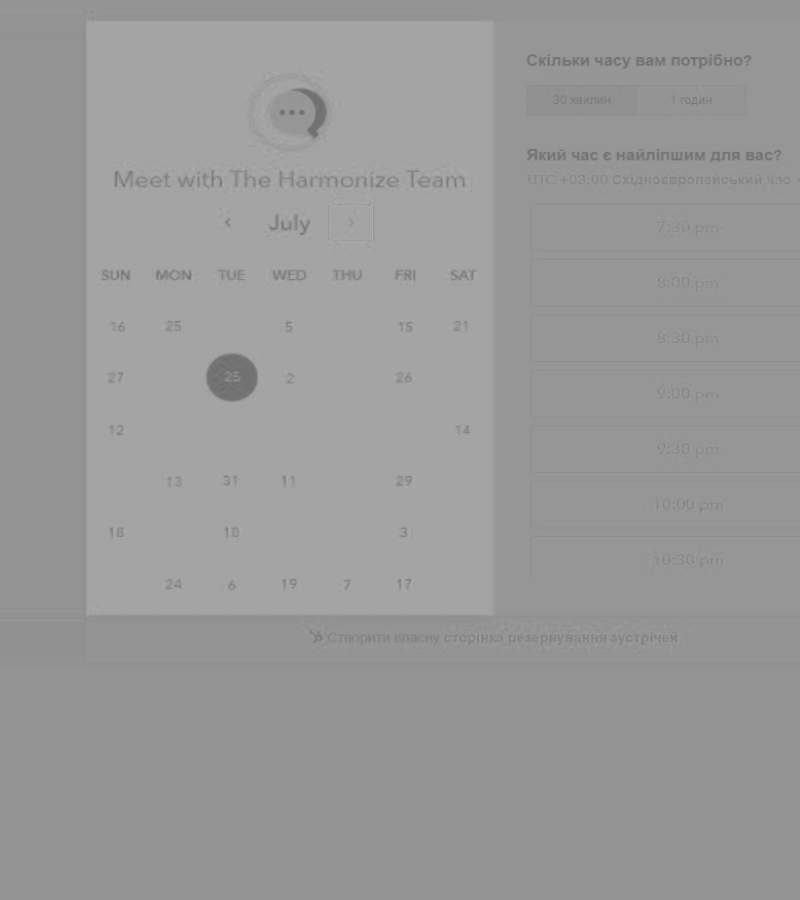 Meet with The Harmonize Team
July
SUN MON TUE WED THU FRI SAT
16 25 5 15 21
27 25 2 26
12 14
13 31 11 29
18 10 3
24 6 19 7 17
Скільки часу вам потрібно?
30 хвилин 1 годин
Який час є найліпшим для вас?
UTC +03:00 Східноєвропейський час
7:30 pm
8:00 pm
8:30 pm
9:00 pm
9:30 pm
10:00 pm
10:30 pm
Створити власну сторінка резервування зустрічей